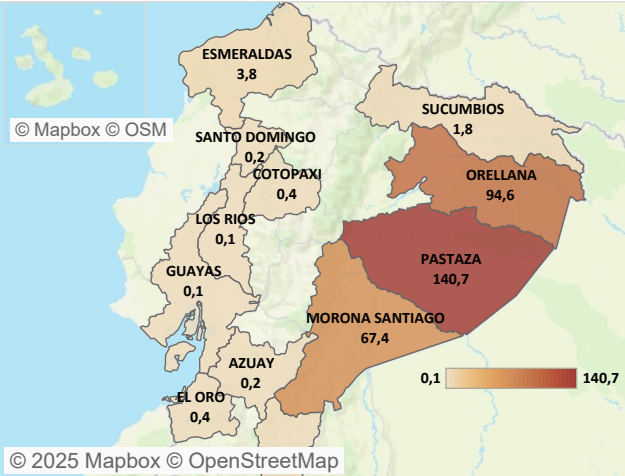 ESMERALDAS
3,8
© Mapbox © OSM
SUCUMBIOS
1,8
SANTO DOMINGO
0,2
COTOPAXI
0,4
ORELLANA
94,6
LOS RIOS
0,1
PASTAZA
140,7
GUAYAS
0,1
MORONA SANTIAGO
67,4
AZUAY
0,2
0,1 140,7
EL ORO
0,4
© 2025 Mapbox © OpenStreetMap